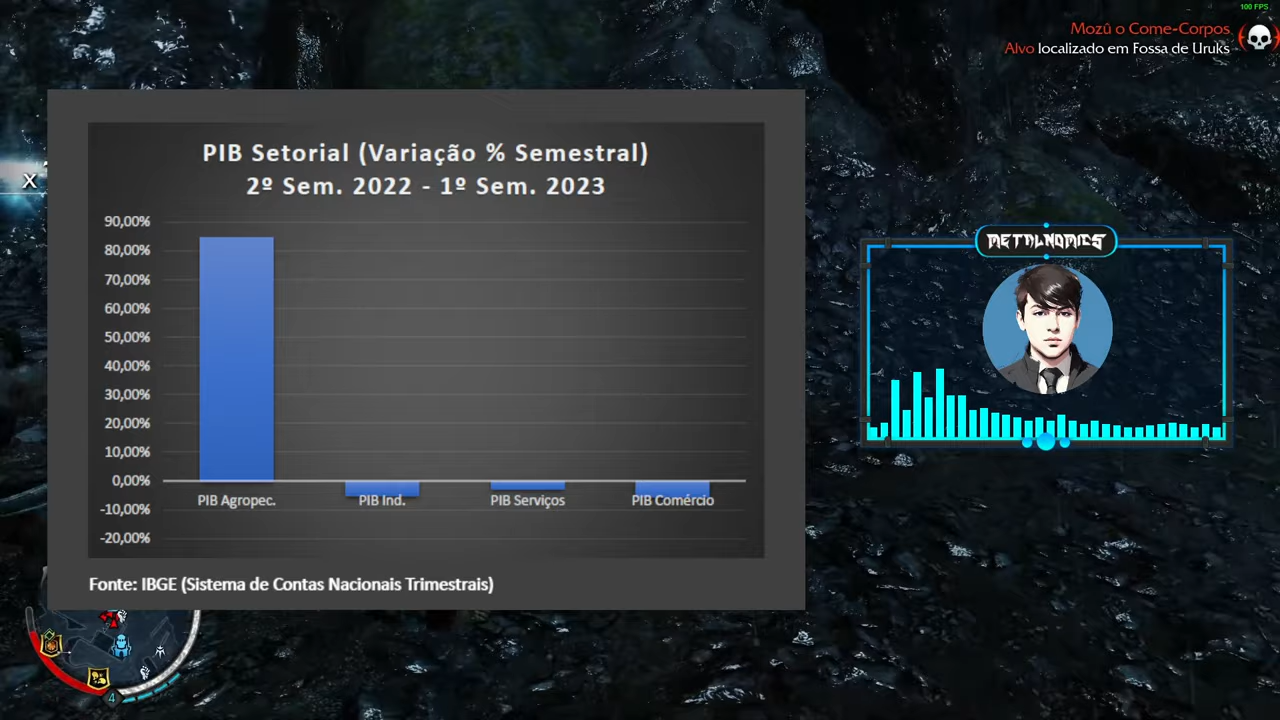 100 FPS
Mozû o Come-Corpos
Alvo localizado em Fossa de Uruks
PIB Setorial (Variação % Semestral)
2º Sem. 2022 - 1º Sem. 2023
X
90,00%
80,00%
70,00%
60,00%
50,00%
40,00%
30,00%
20,00%
10,00%
0,00%
-10,00%
-20,00%
PIB Agropec.
PIB Ind.
PIB Serviços
PIB Comércio
Fonte: IBGE (Sistema de Contas Nacionais Trimestrais)
METALNOMICS
4